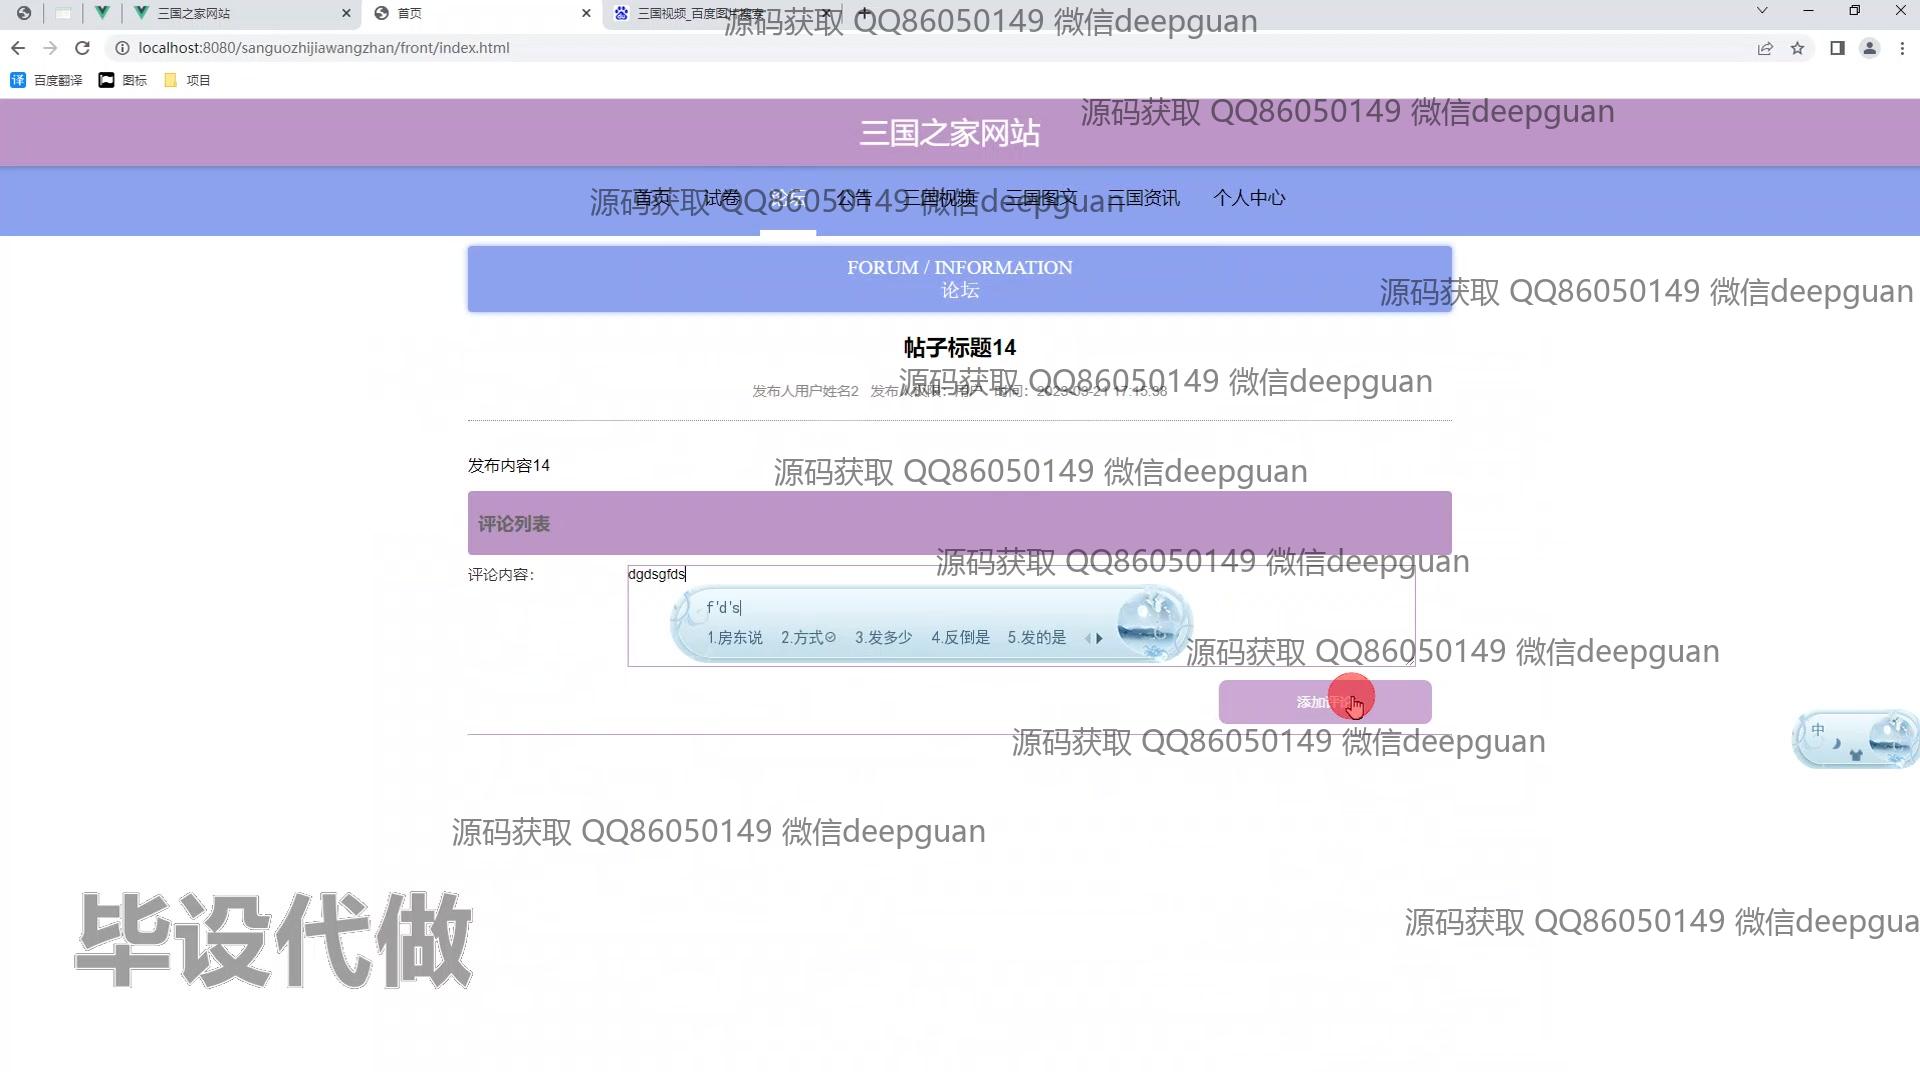 三国之家网站
首页
三国视频_百度图片搜索
源码获取 QQ86050149 微信deepguan
localhost:8080/sanguozhijiawangzhan/front/index.html
百度翻译 图标 项目
三国之家网站
源码获取 QQ86050149 微信deepguan
首页 试卷 论坛 公告 三国视频 三国图文 三国资讯 个人中心
源码获取 QQ86050149 微信deepguan
FORUM / INFORMATION
论坛
源码获取 QQ86050149 微信deepguan
帖子标题14
发布人用户姓名2 发布人权限：用户 时间：2023-03-21 17:15:38
源码获取 QQ86050149 微信deepguan
发布内容14
源码获取 QQ86050149 微信deepguan
评论列表
源码获取 QQ86050149 微信deepguan
评论内容：
dgdsgfds
f'd's
1.房东说 2.方式 3.发多少 4.反倒是 5.发的是
源码获取 QQ86050149 微信deepguan
添加评论
中
源码获取 QQ86050149 微信deepguan
源码获取 QQ86050149 微信deepguan
毕设代做
源码获取 QQ86050149 微信deepgua